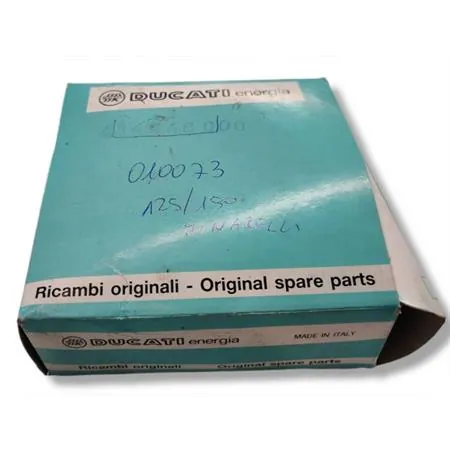 DUCATI energia
010073
125/150
Ricambi originali - Original spare parts
DUCATI energia MADE IN ITALY
Ricambi originali - Original spare parts